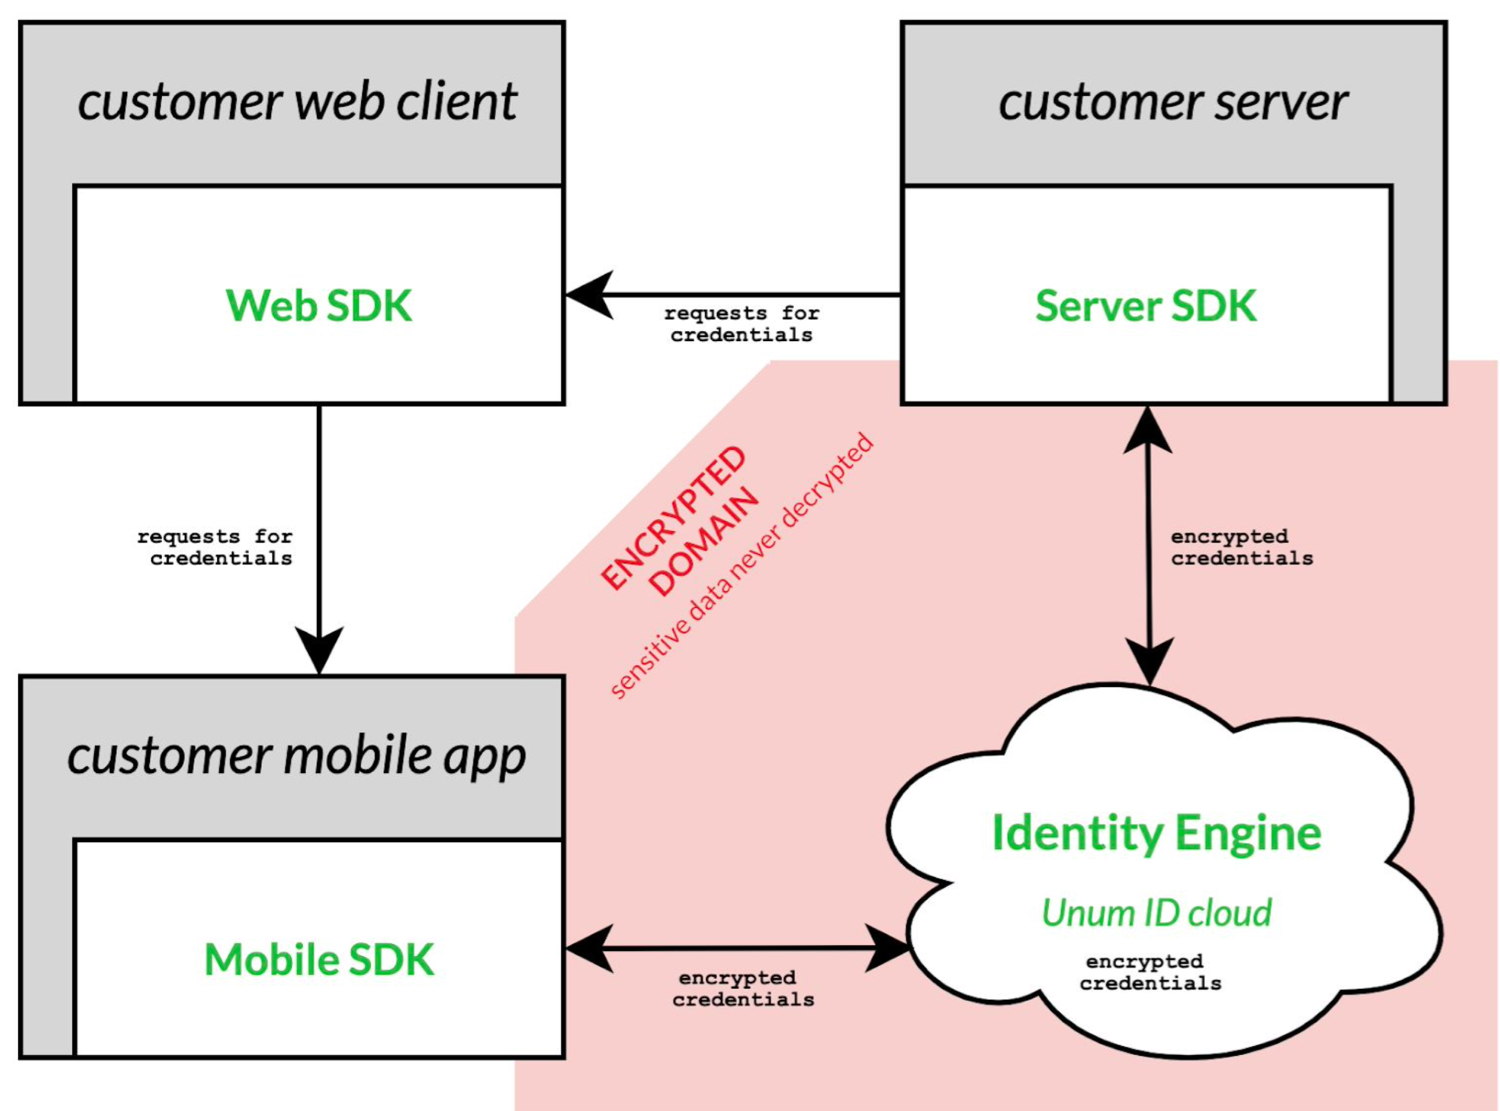 customer web client
customer server
Web SDK
Server SDK
requests for
credentials
ENCRYPTED
DOMAIN
sensitive data never decrypted
requests for
credentials
encrypted
credentials
customer mobile app
Mobile SDK
Identity Engine
Unum ID cloud
encrypted
credentials
encrypted
credentials